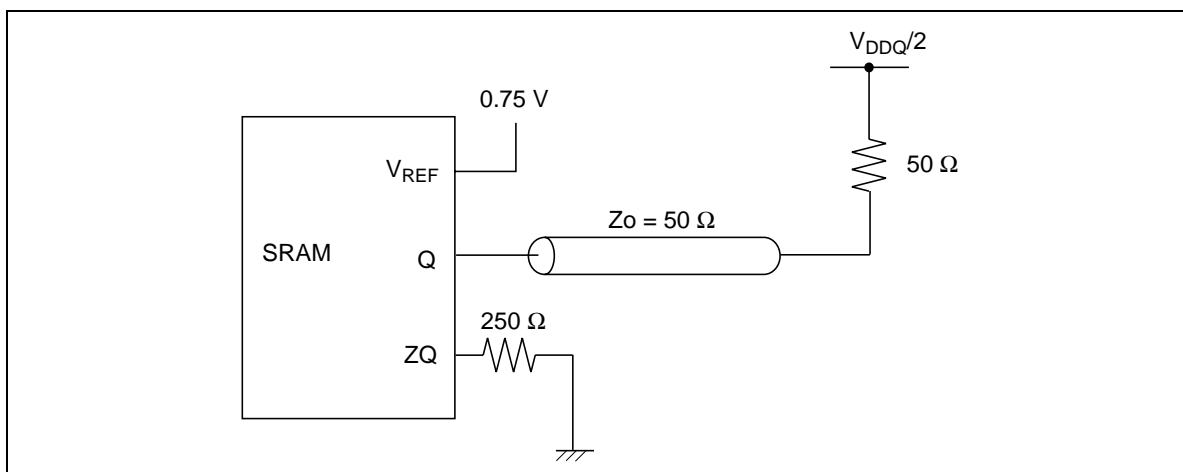 V_DDQ/2
0.75 V
V_REF
50 Ω
Zo = 50 Ω
SRAM
Q
250 Ω
ZQ